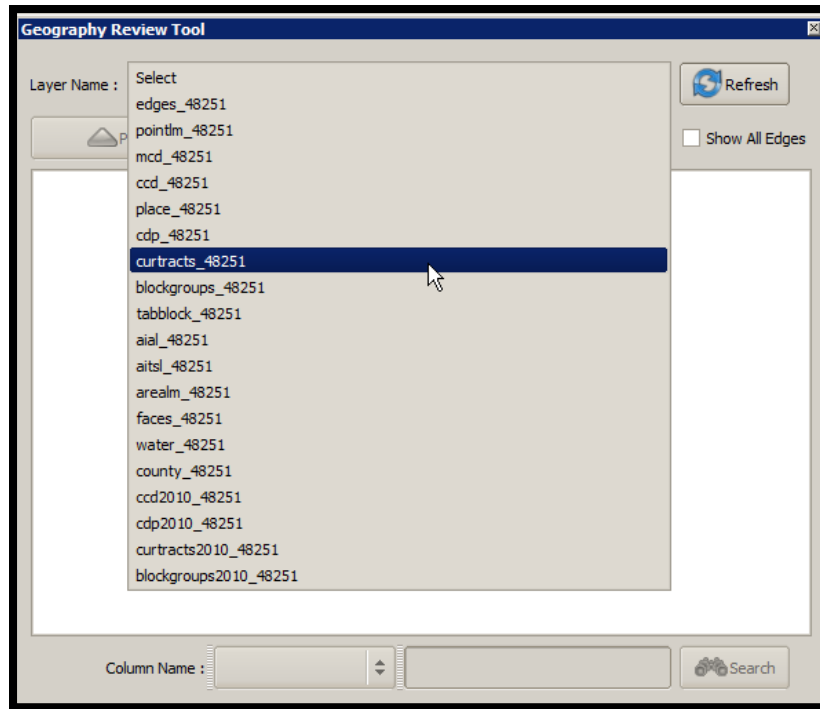 Geography Review Tool
Layer Name :
Select
Refresh
edges_48251
P
pointlm_48251
Show All Edges
mcd_48251
ccd_48251
place_48251
cdp_48251
curtracts_48251
blockgroups_48251
tabblock_48251
aial_48251
aitsl_48251
arealm_48251
faces_48251
water_48251
county_48251
ccd2010_48251
cdp2010_48251
curtracts2010_48251
blockgroups2010_48251
Column Name :
Search